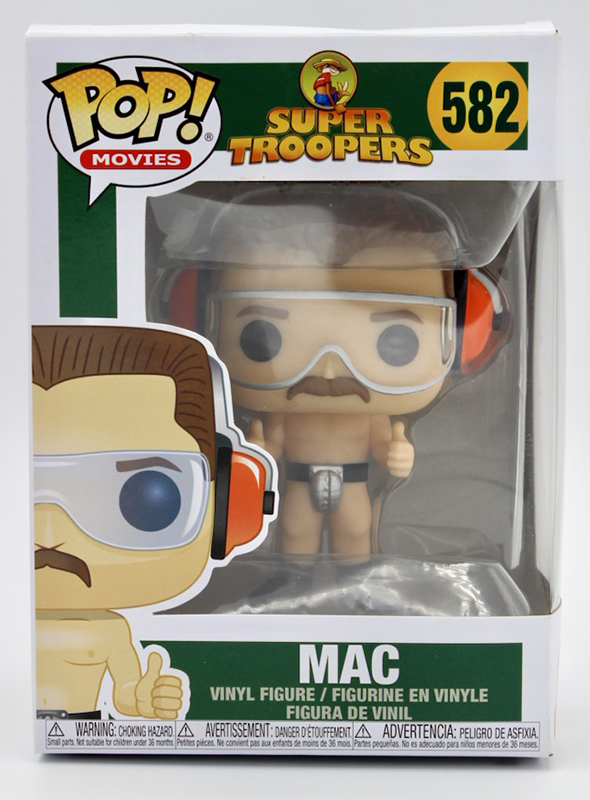 POP!®
MOVIES
SUPER
TROOPERS
582
MAC
VINYL FIGURE / FIGURINE EN VINYLE
FIGURA DE VINIL
WARNING: CHOKING HAZARD.
Small parts. Not suitable for children under 36 months.
AVERTISSEMENT: DANGER D'ÉTOUFFEMENT.
Petites pièces. Ne convient pas aux enfants de moins de 36 mois.
ADVERTENCIA: PELIGRO DE ASFIXIA.
Partes pequeñas. No es adecuado para niños menores de 36 meses.